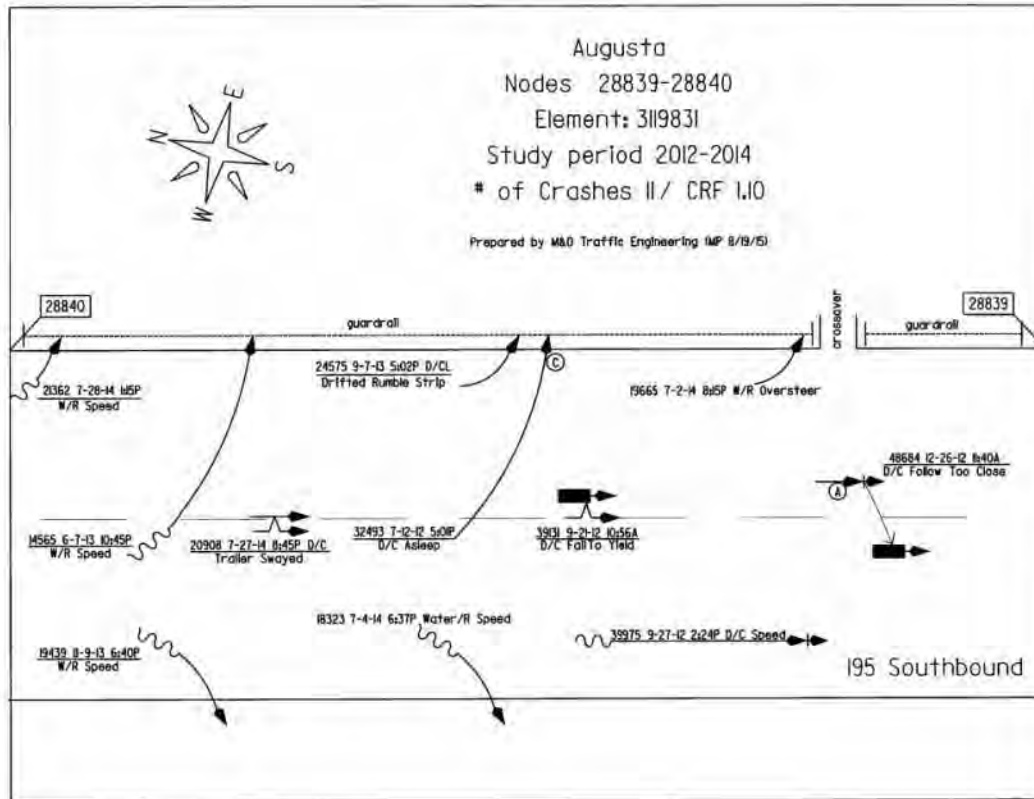 Augusta
Nodes 28839-28840
Element: 3119831
Study period 2012-2014
# of Crashes 11/ CRF 1.10
Prepared by M&O Traffic Engineering (MP 8/19/15)
N
E
S
W
28840
guardrail
crossover
guardrail
28839
21362 7-28-14 1:15P
W/R Speed
24575 9-7-13 5:02P D/CL
Drifted Rumble Strip
C
19665 7-2-14 8:15P W/R Oversteer
48684 12-26-12 11:40A
D/C Follow Too Close
A
14565 6-7-13 10:45P
W/R Speed
20908 7-27-14 8:45P D/C
Trailer Swayed
32493 7-12-12 5:01P
D/C Asleep
39131 9-21-12 10:56A
D/C FailTo Yield
18323 7-4-14 6:37P Water/R Speed
39975 9-27-12 2:24P D/C Speed
19439 8-9-13 6:40P
W/R Speed
I95 Southbound